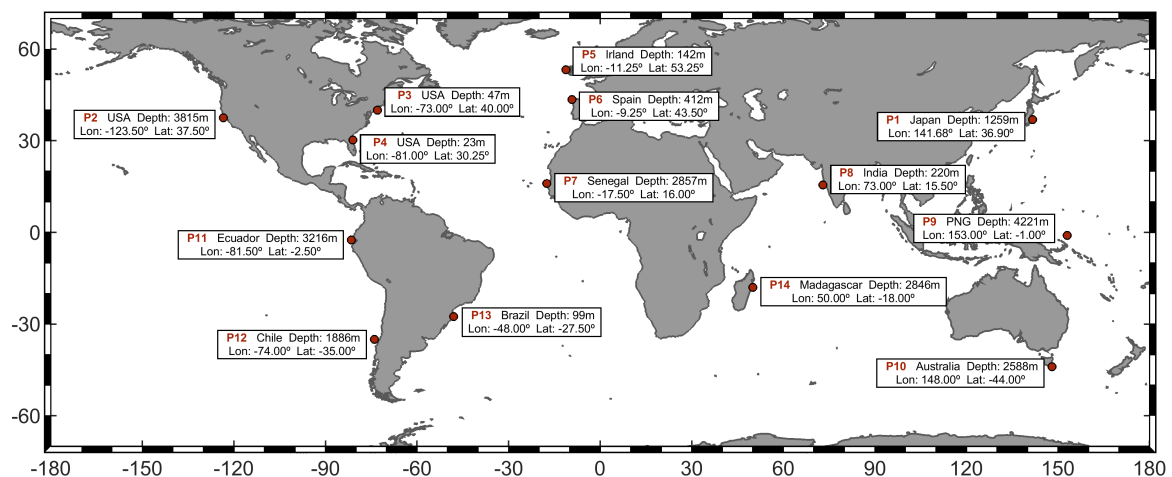 60
30
0
-30
-60
P5 Irland Depth: 142m
Lon: -11.25º Lat: 53.25º
P3 USA Depth: 47m
Lon: -73.00º Lat: 40.00º
P6 Spain Depth: 412m
Lon: -9.25º Lat: 43.50º
P2 USA Depth: 3815m
Lon: -123.50º Lat: 37.50º
P1 Japan Depth: 1259m
Lon: 141.68º Lat: 36.90º
P4 USA Depth: 23m
Lon: -81.00º Lat: 30.25º
P7 Senegal Depth: 2857m
Lon: -17.50º Lat: 16.00º
P8 India Depth: 220m
Lon: 73.00º Lat: 15.50º
P9 PNG Depth: 4221m
Lon: 153.00º Lat: -1.00º
P11 Ecuador Depth: 3216m
Lon: -81.50º Lat: -2.50º
P14 Madagascar Depth: 2846m
Lon: 50.00º Lat: -18.00º
P13 Brazil Depth: 99m
Lon: -48.00º Lat: -27.50º
P12 Chile Depth: 1886m
Lon: -74.00º Lat: -35.00º
P10 Australia Depth: 2588m
Lon: 148.00º Lat: -44.00º
-180 -150 -120 -90 -60 -30 0 30 60 90 120 150 180